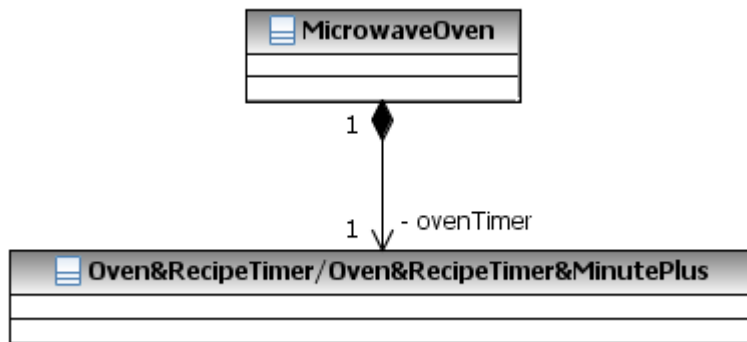 MicrowaveOven
1
1
- ovenTimer
Oven&RecipeTimer/Oven&RecipeTimer&MinutePlus